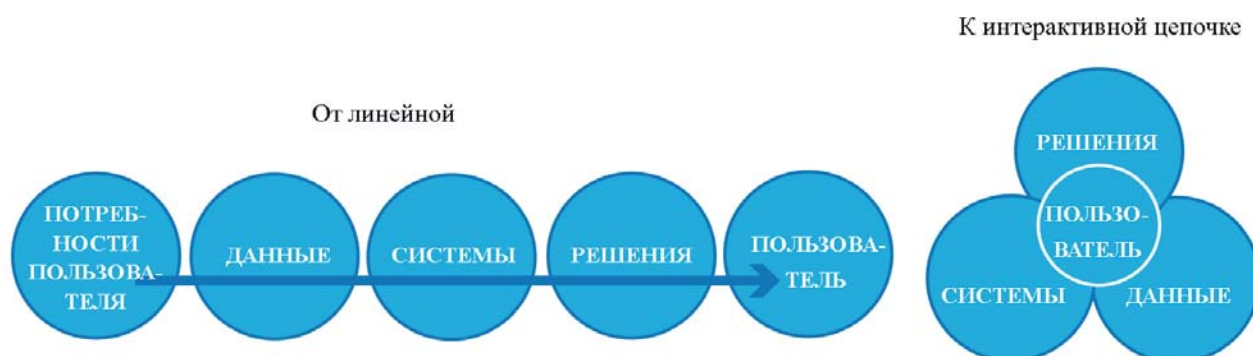 К интерактивной цепочке
От линейной
ПОТРЕБ-
НОСТИ
ПОЛЬЗОВА-
ТЕЛЯ
ДАННЫЕ
СИСТЕМЫ
РЕШЕНИЯ
ПОЛЬЗОВА-
ТЕЛЬ
РЕШЕНИЯ
ПОЛЬЗО-
ВАТЕЛЬ
СИСТЕМЫ
ДАННЫЕ